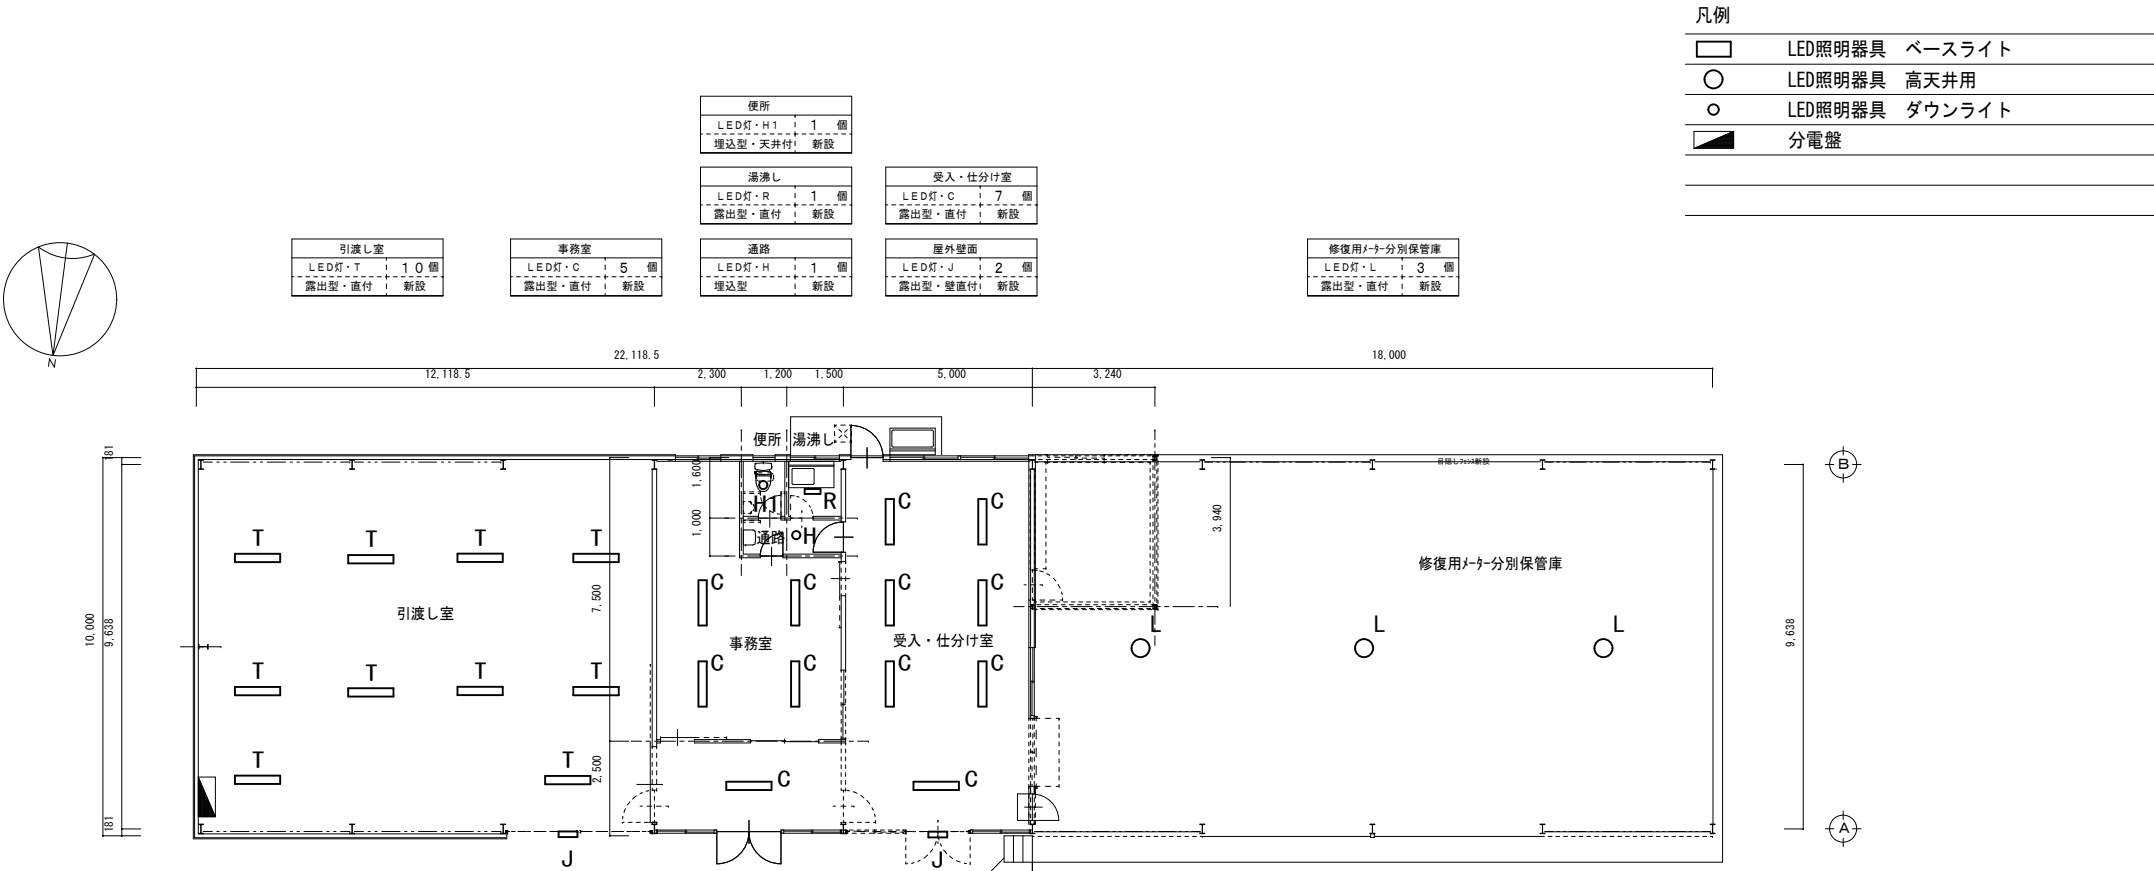 凡例
LED照明器具 ベースライト
LED照明器具 高天井用
LED照明器具 ダウンライト
分電盤
便所
LED灯・H1 1 個
埋込型・天井付 新設
湯沸し
LED灯・R 1 個
露出型・直付 新設
受入・仕分け室
LED灯・C 7 個
露出型・直付 新設
引渡し室
LED灯・T 10個
露出型・直付 新設
事務室
LED灯・C 5 個
露出型・直付 新設
通路
LED灯・H 1 個
埋込型 新設
屋外壁面
LED灯・J 2 個
露出型・壁直付 新設
修復用メーター分別保管庫
LED灯・L 3 個
露出型・直付 新設
N
22,118.5 18,000
12,118.5 2,300 1,200 1,500 5,000 3,240
便所 湯沸し
181
目隠しフェンス新設
B
1,600
H1 R C C
1,000
通路 H
3,940
T T T T
修復用メーター分別保管庫
C C C C
7,500
引渡し室
10,000
9,638
事務室
受入・仕分け室
L L L
9,638
T T T T
C C C C
T T
2,500
C C
181
A
J J